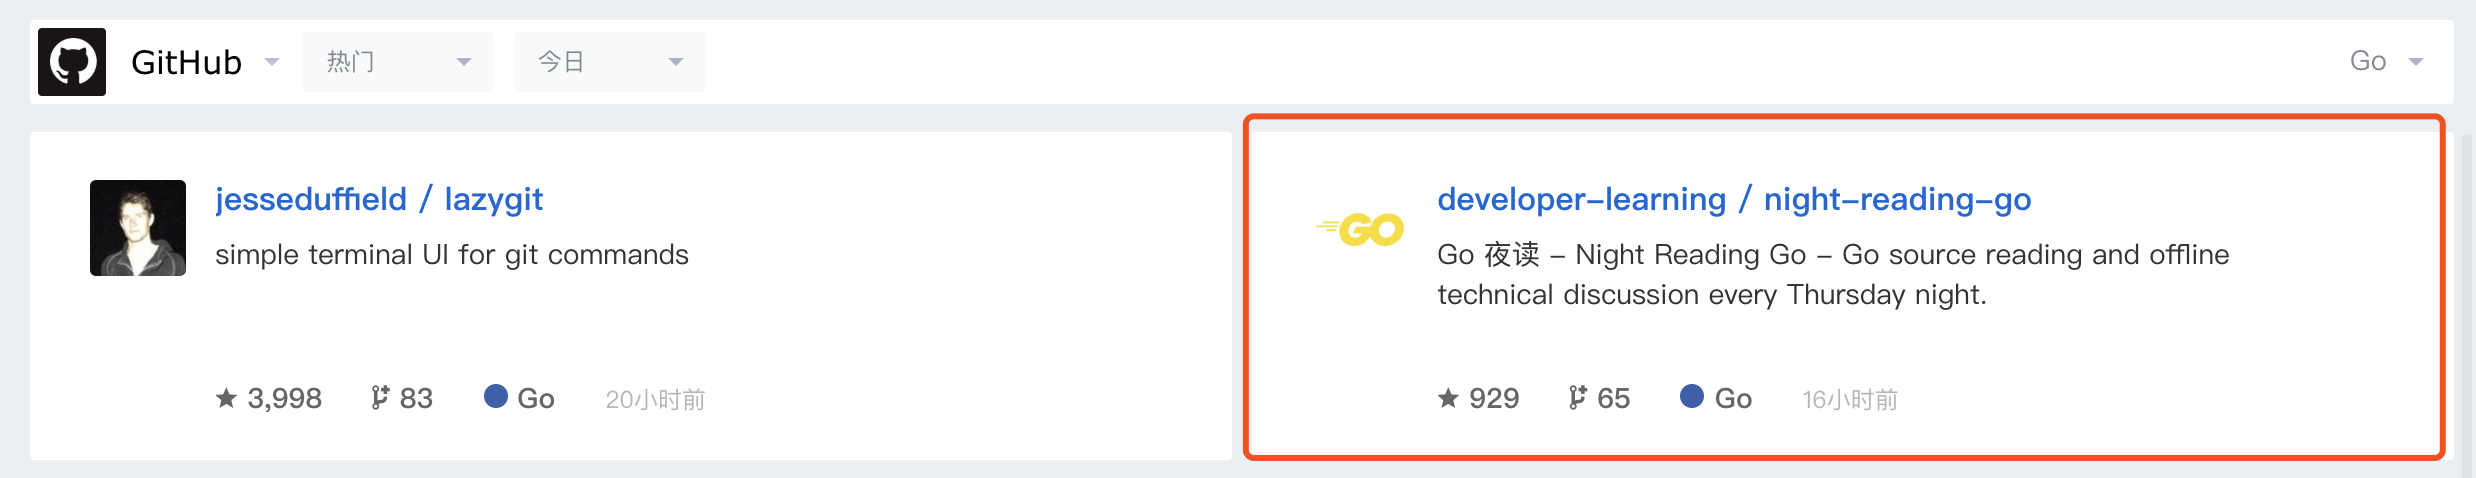 GitHub 热门 今日 Go
jesseduffield / lazygit
simple terminal UI for git commands
3,998 83 Go 20小时前
GO
developer-learning / night-reading-go
Go 夜读 - Night Reading Go - Go source reading and offline
technical discussion every Thursday night.
929 65 Go 16小时前